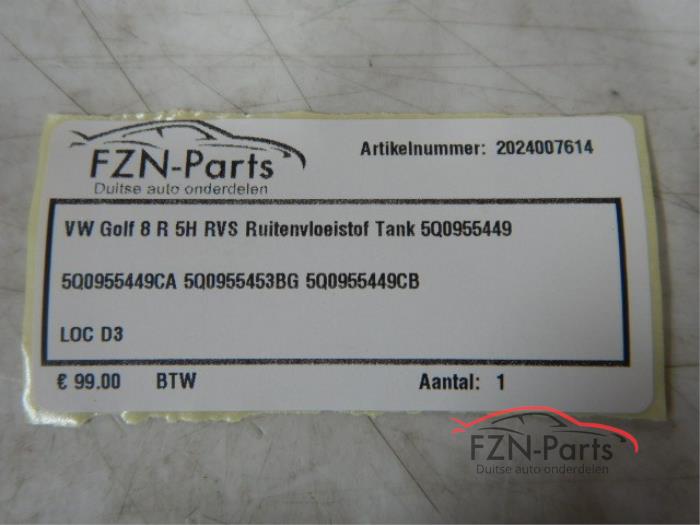 FZN-Parts
Duitse auto onderdelen
Artikelnummer: 2024007614
VW Golf 8 R 5H RVS Ruitenvloeistof Tank 5Q0955449
5Q0955449CA 5Q0955453BG 5Q0955449CB
LOC D3
€ 99.00 BTW Aantal: 1
FZN-Parts
Duitse auto onderdelen